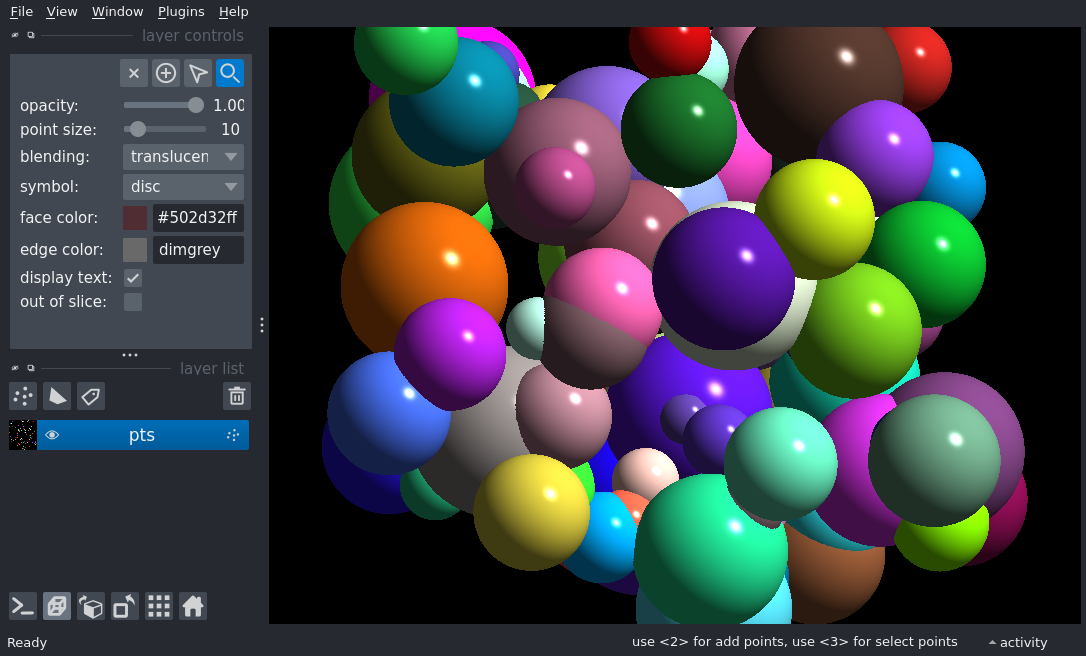 File View Window Plugins Help
layer controls
opacity: 1.00
point size: 10
blending: translucen
symbol: disc
face color: #502d32ff
edge color: dimgrey
display text:
out of slice:
layer list
pts
Ready use <2> for add points, use <3> for select points activity